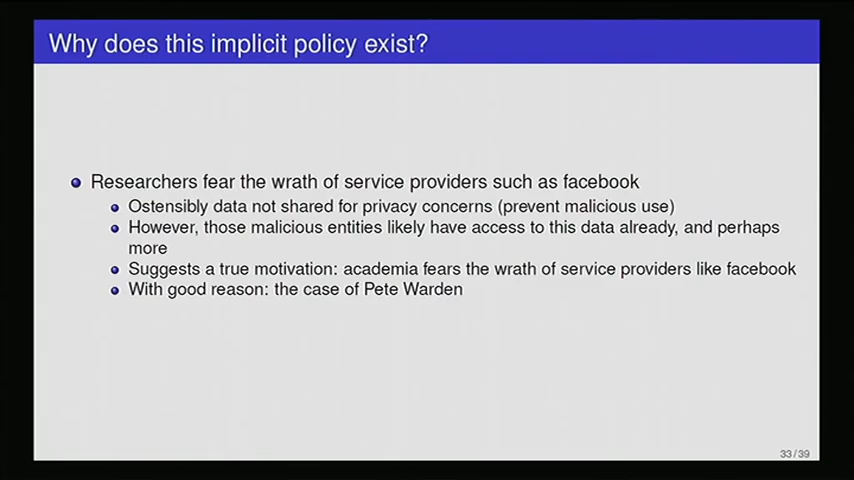 Why does this implicit policy exist?
Researchers fear the wrath of service providers such as facebook
Ostensibly data not shared for privacy concerns (prevent malicious use)
However, those malicious entities likely have access to this data already, and perhaps
more
Suggests a true motivation: academia fears the wrath of service providers like facebook
With good reason: the case of Pete Warden
33 / 39